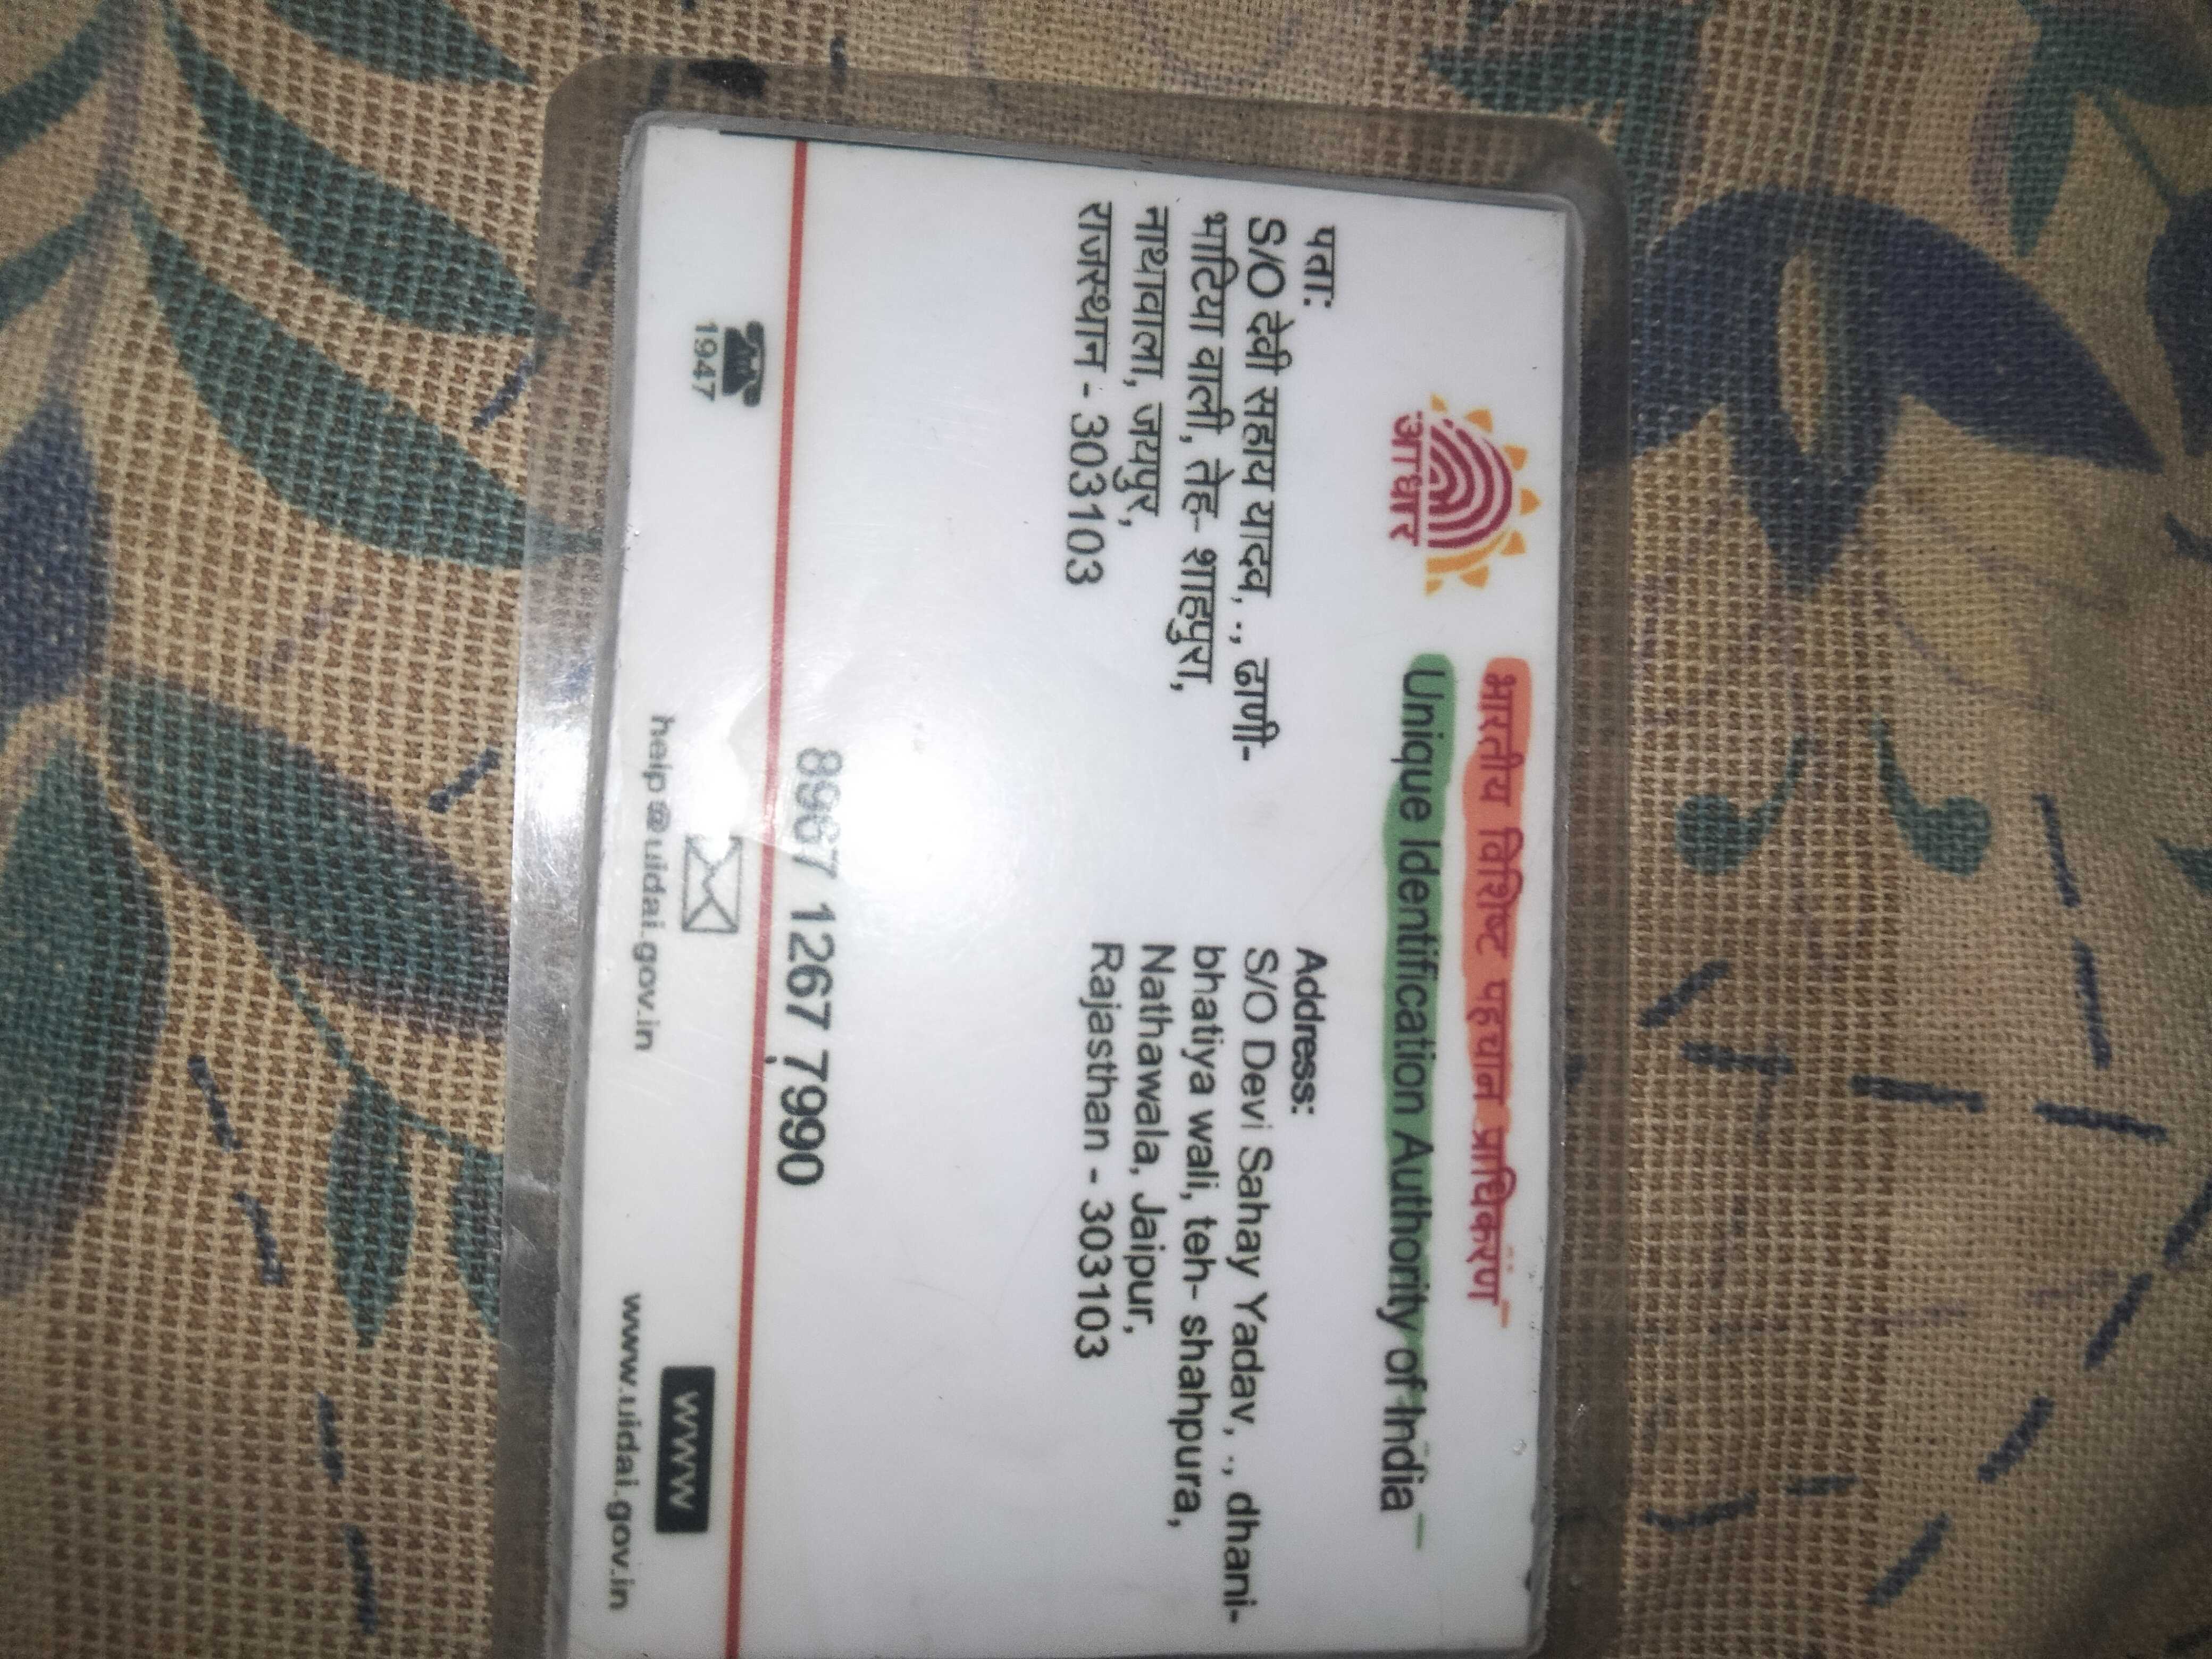 आधार
भारतीय विशिष्ट पहचान प्राधिकरण
Unique Identification Authority of India
पता:
S/O देवी सहाय यादव, ., ढाणी-
भाटिया वाली, तेह- शाहपुरा,
नाथावाला, जयपुर,
राजस्थान - 303103
Address:
S/O Devi Sahay Yadav, ., dhani-
bhatiya wali, teh- shahpura,
Nathawala, Jaipur,
Rajasthan - 303103
8967 1267 7990
1947
help@uidai.gov.in
www
www.uidai.gov.in